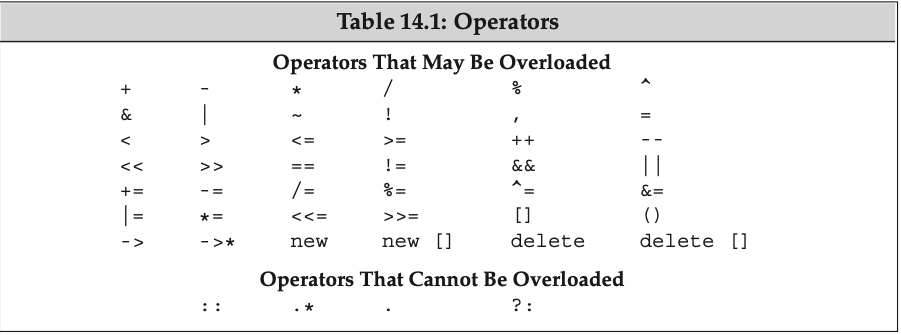 Table 14.1: Operators
Operators That May Be Overloaded
+ - * / % ^
& | ~ ! , =
< > <= >= ++ --
<< >> == != && ||
+= -= /= %= ^= &=
|= *= <<= >>= [] ()
-> ->* new new [] delete delete []
Operators That Cannot Be Overloaded
:: .* . ?: